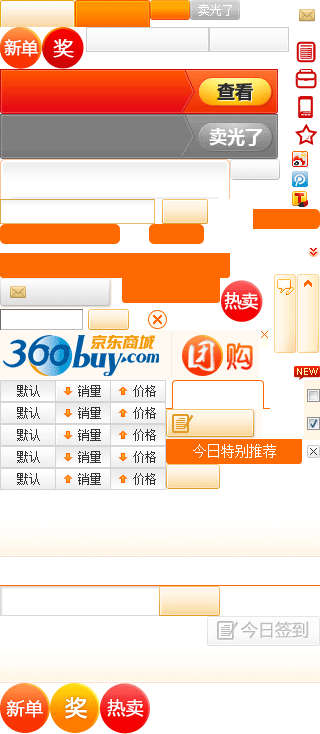 卖光了
新单 奖
查看
卖光了
热卖
360buy.com 京东商城 团购
NEW
默认 销量 价格
默认 销量 价格
默认 销量 价格
默认 销量 价格
默认 销量 价格
今日特别推荐
今日签到
新单 奖 热卖